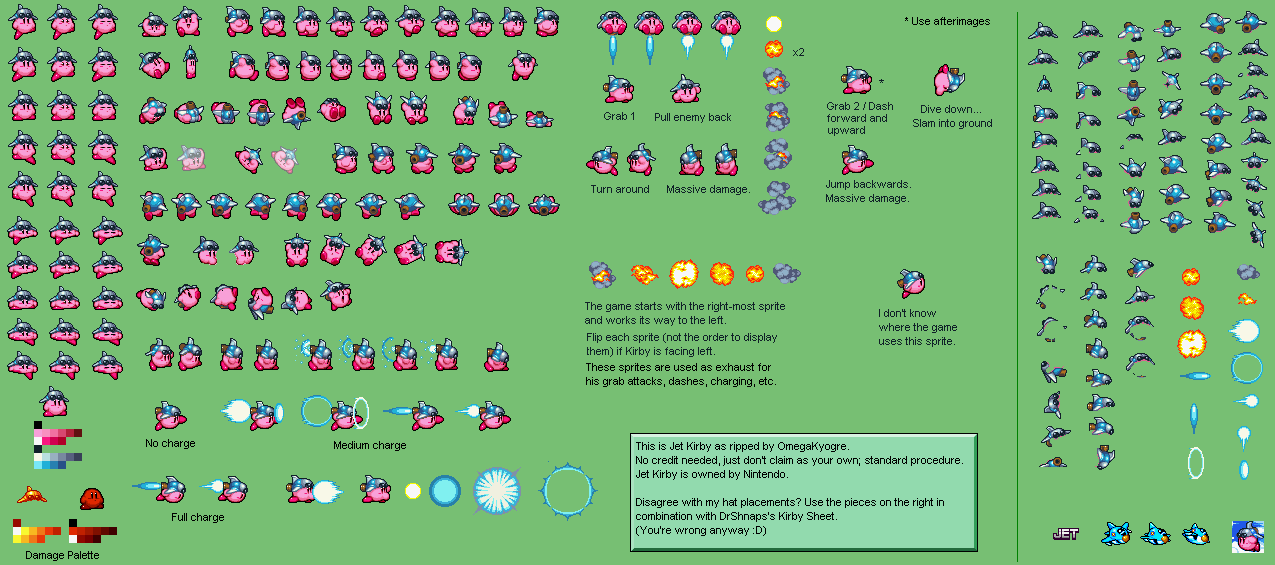 * Use afterimages
x2
Grab 1
Pull enemy back
Grab 2 / Dash
forward and
upward
Dive down...
Slam into ground
Turn around
Massive damage.
Jump backwards.
Massive damage.
The game starts with the right-most sprite
and works its way to the left.
Flip each sprite (not the order to display
them) if Kirby is facing left.
These sprites are used as exhaust for
his grab attacks, dashes, charging, etc.
*
I don't know
where the game
uses this sprite.
No charge
Medium charge
Full charge
Damage Palette
This is Jet Kirby as ripped by OmegaKyogre.
No credit needed, just don't claim as your own; standard procedure.
Jet Kirby is owned by Nintendo.
Disagree with my hat placements? Use the pieces on the right in
combination with DrShnaps's Kirby Sheet.
(You're wrong anyway :D)
JET